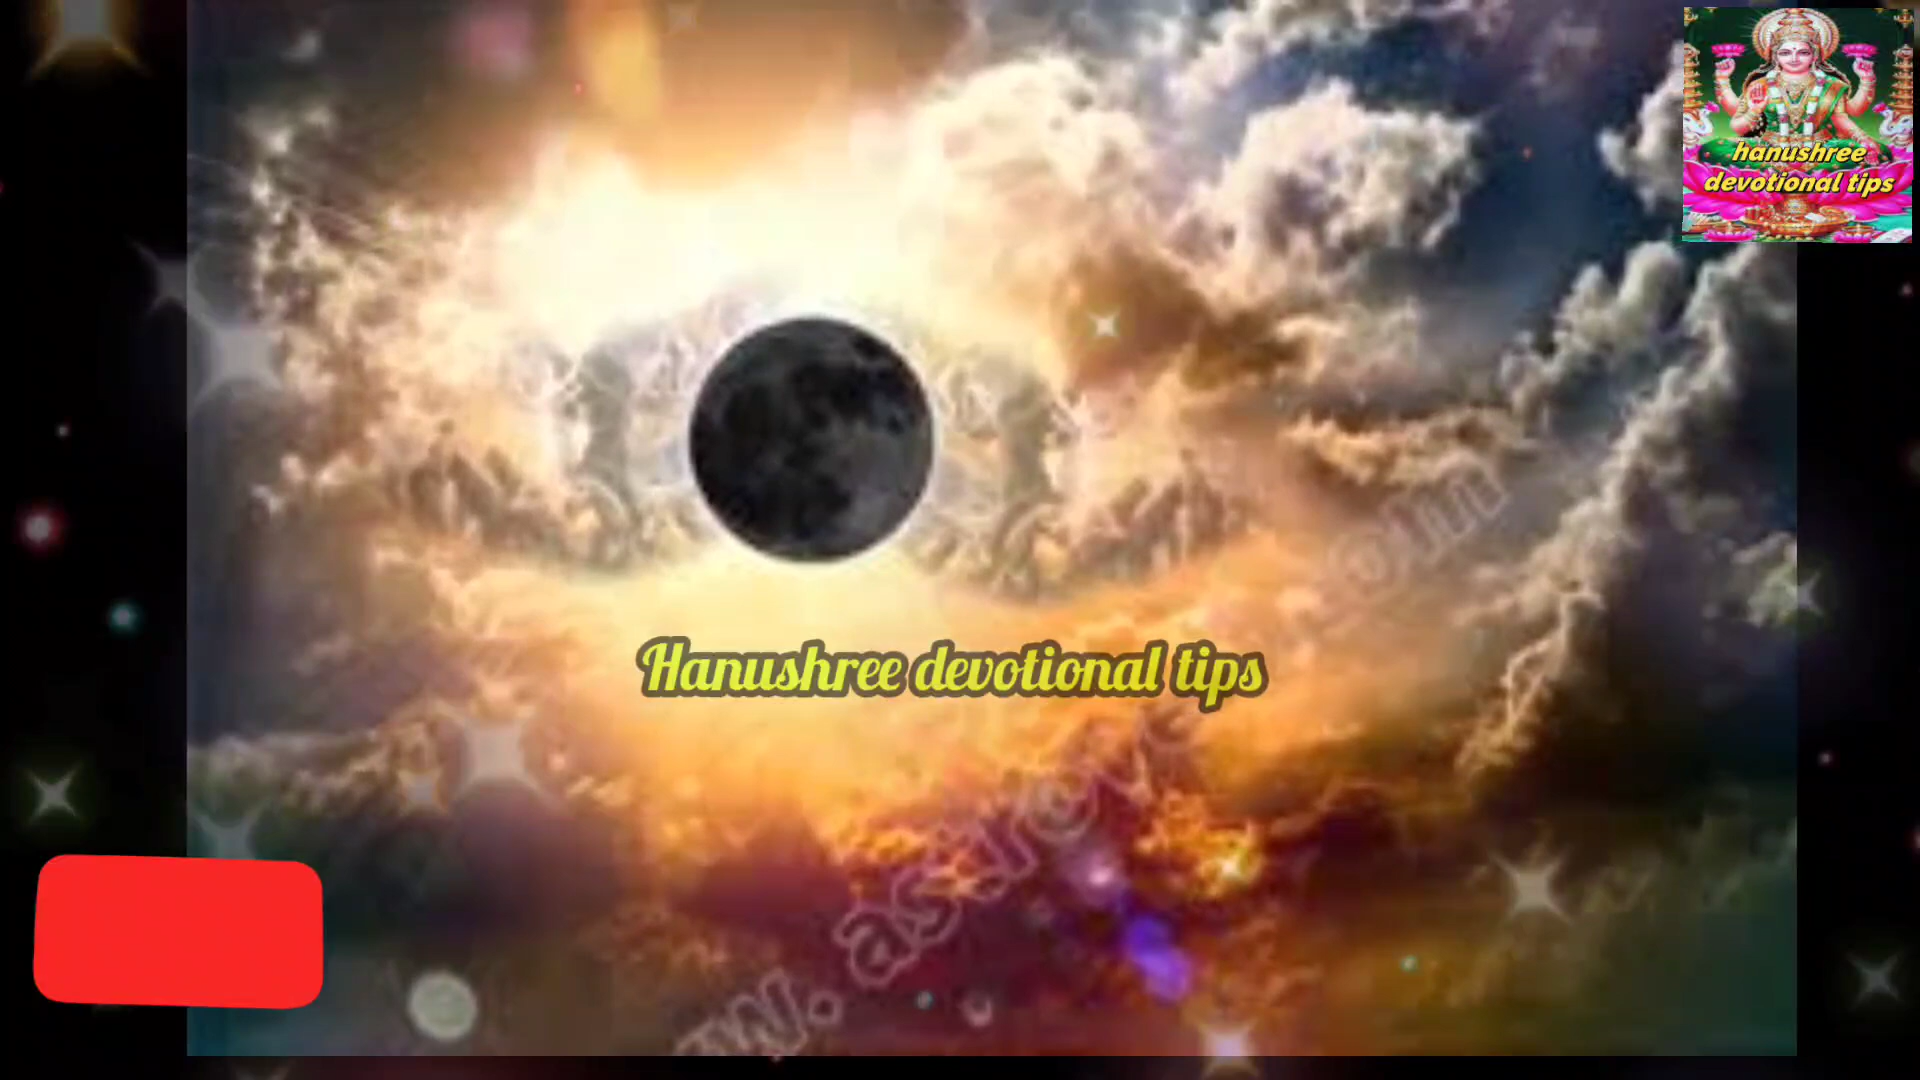 hanushree
devotional tips
Hanushree devotional tips